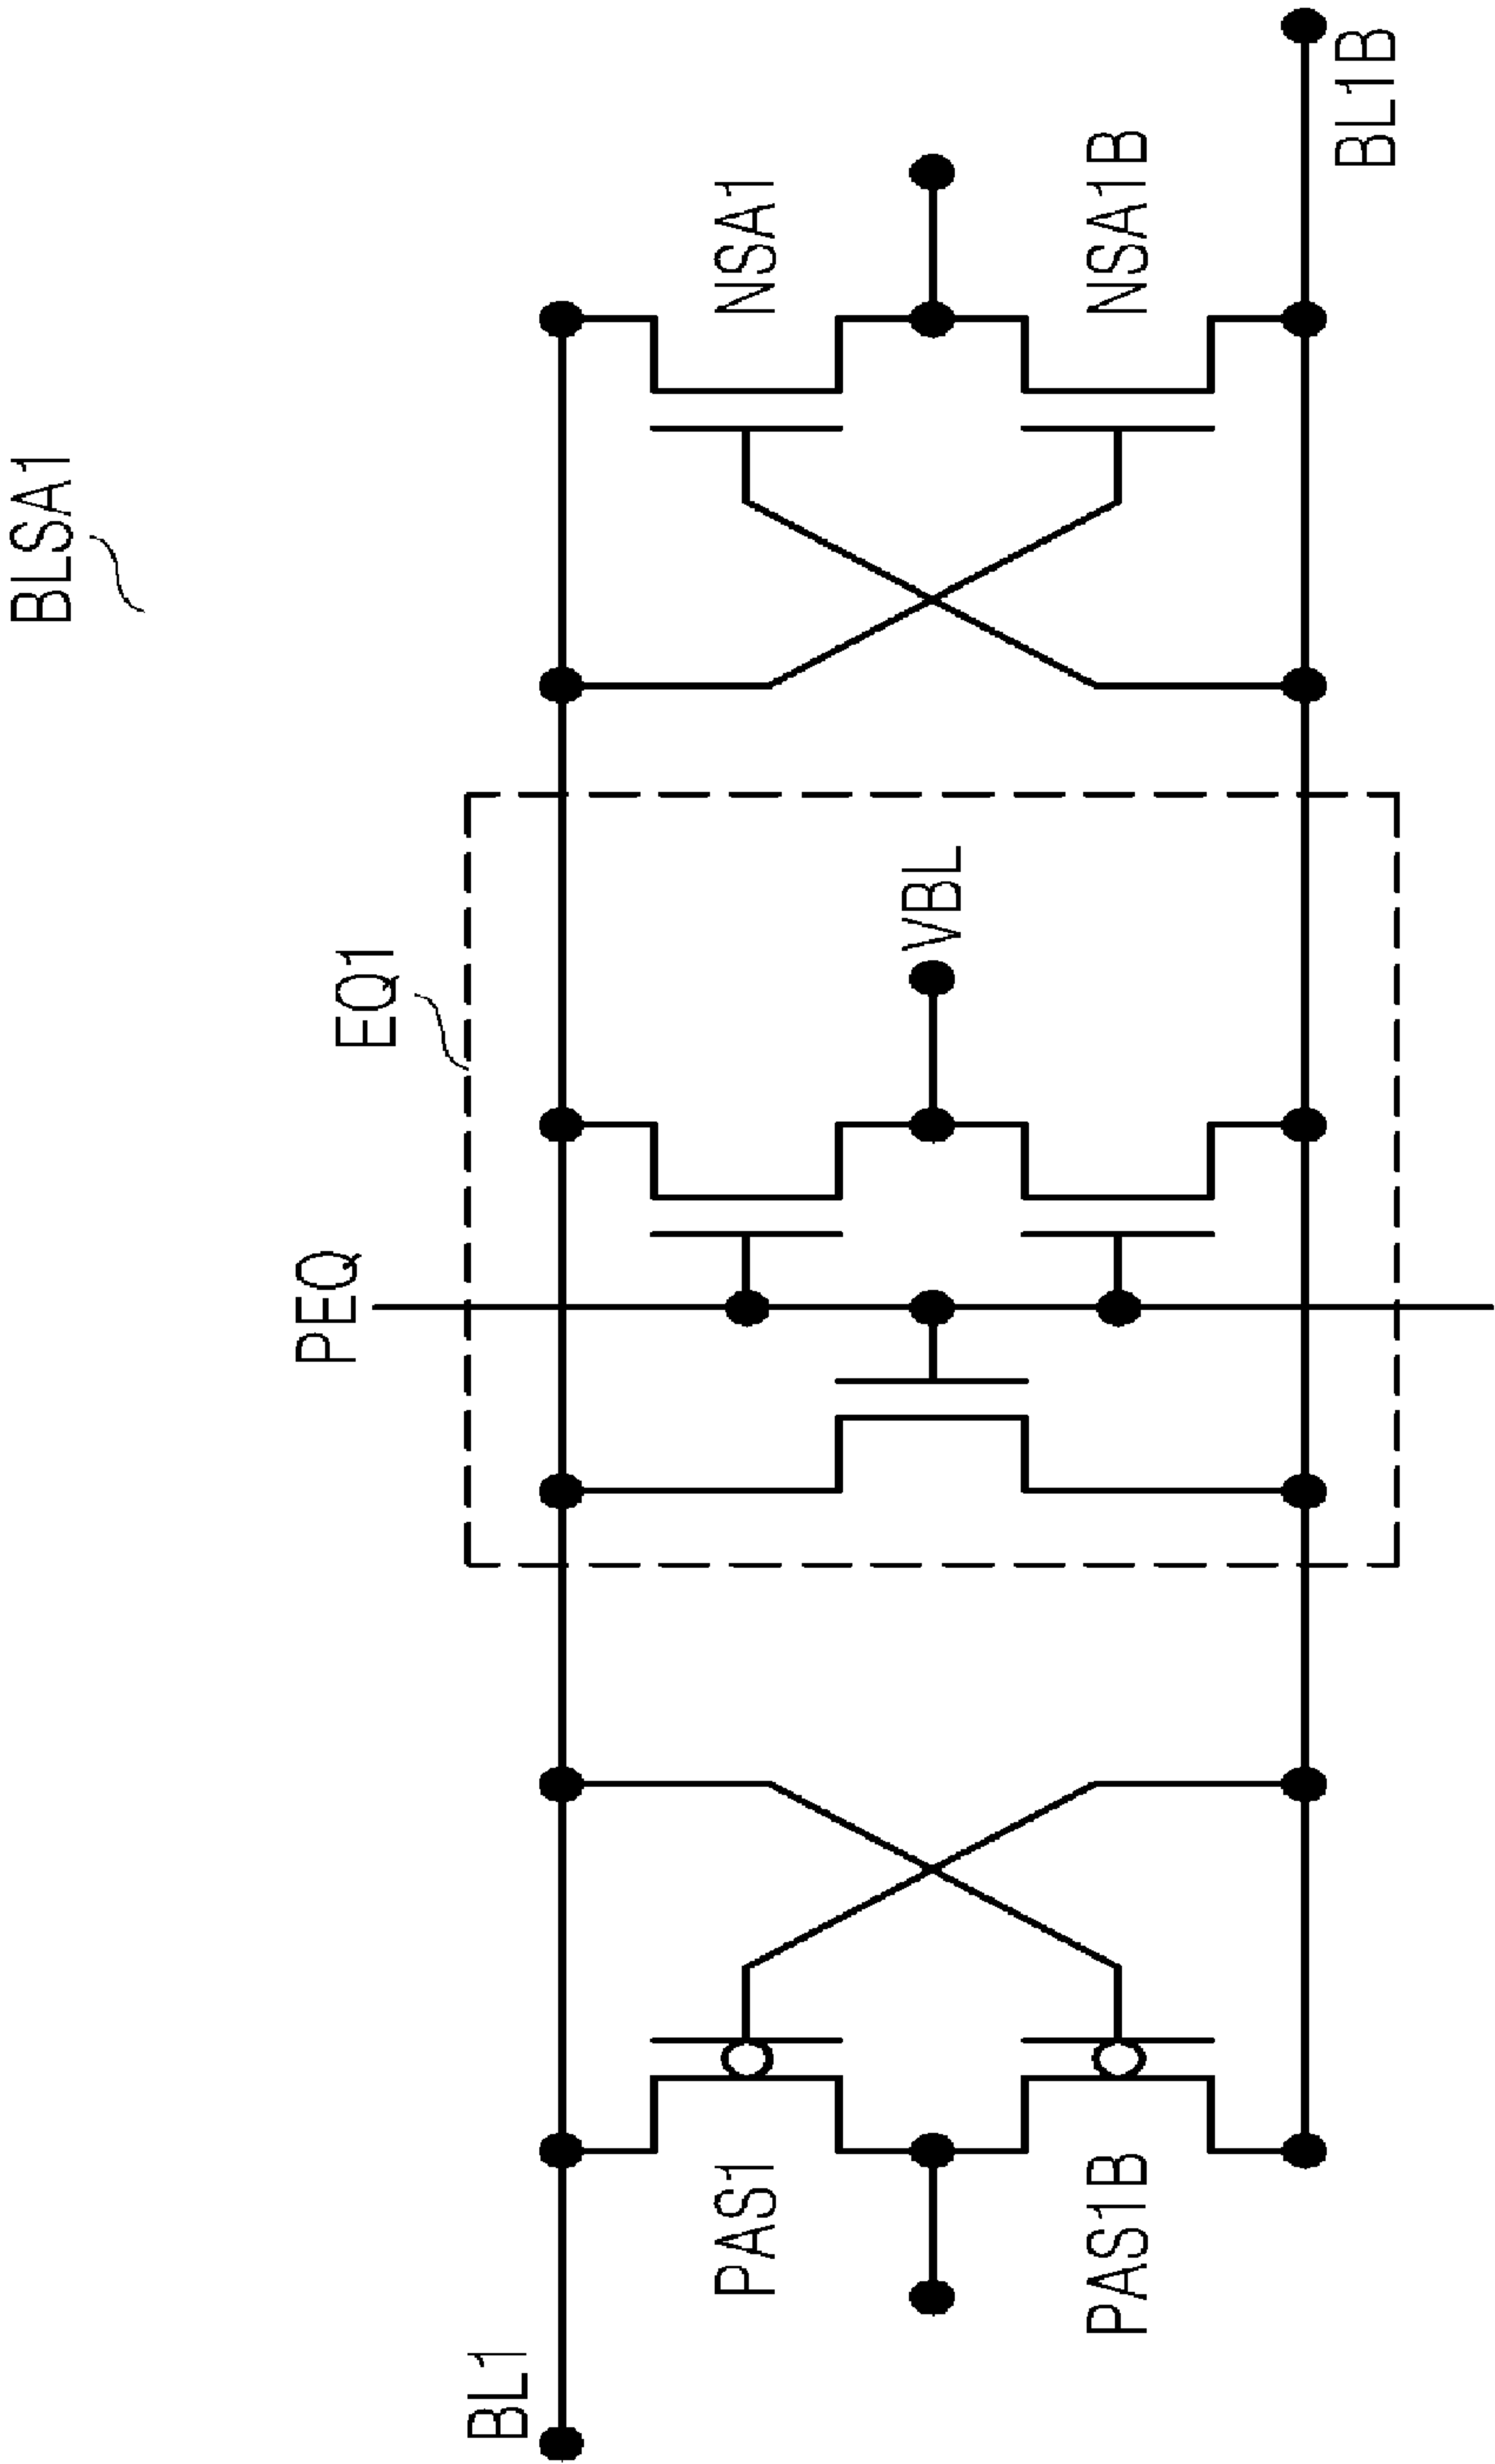 BLSA1
EQ1
PEQ
BL1
PAS1
NSA1
VBL
PAS1B
NSA1B
BL1B